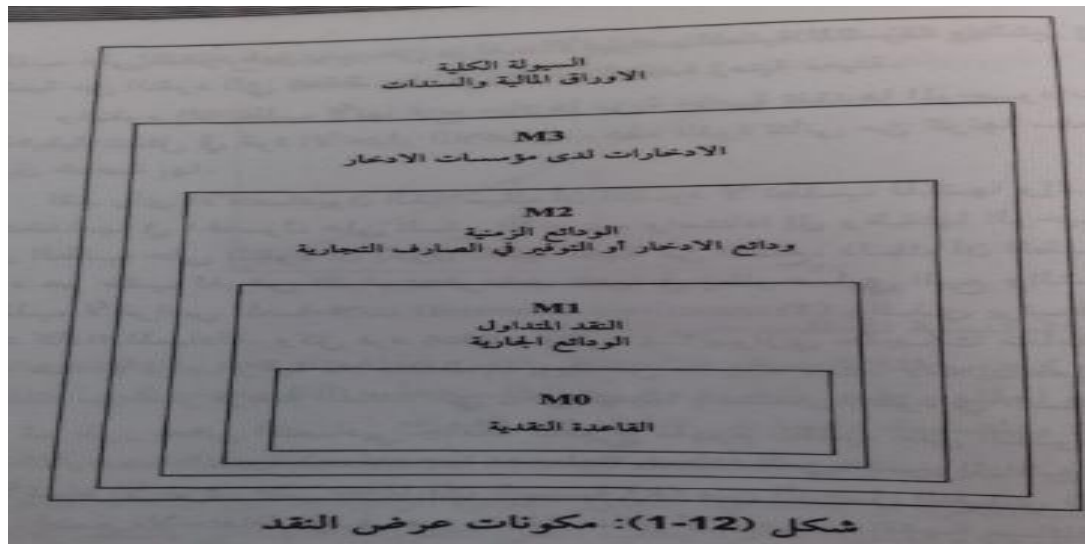 السيولة الكلية
الاوراق المالية والسندات
M3
الادخارات لدى مؤسسات الادخار
M2
الودائع الزمنية
ودائع الادخار أو التوفير في الصارف التجارية
M1
النقد المتداول
الودائع الجارية
M0
القاعدة النقدية
شكل (12-1): مكونات عرض النقد